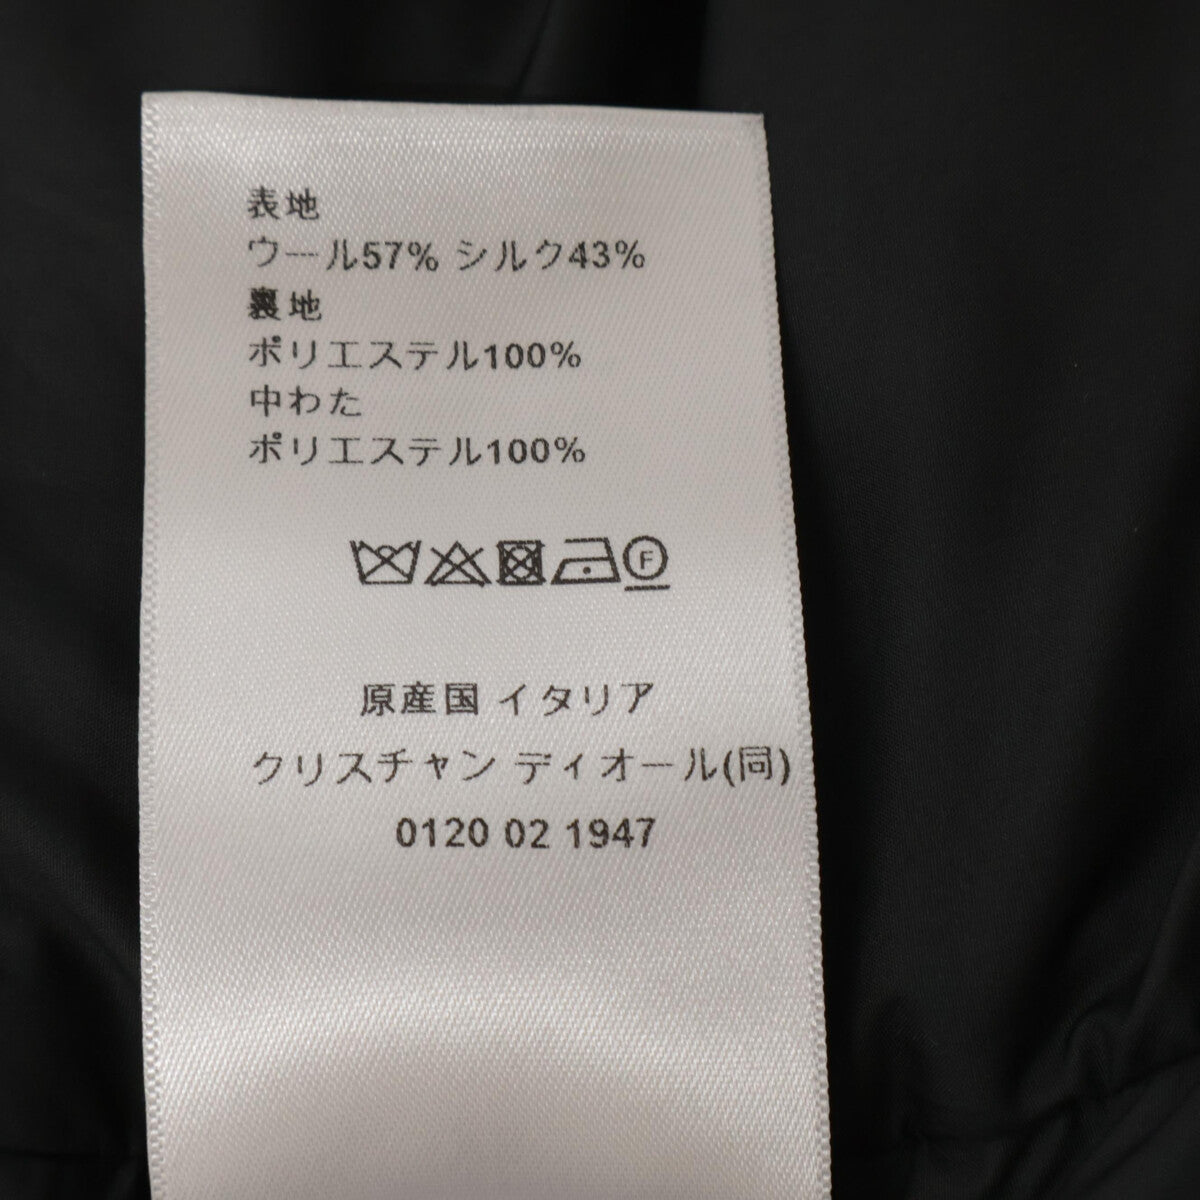 表地
ウール57% シルク43%
裏地
ポリエステル100%
中わた
ポリエステル100%
F
原産国 イタリア
クリスチャン ディオール(同)
0120 02 1947